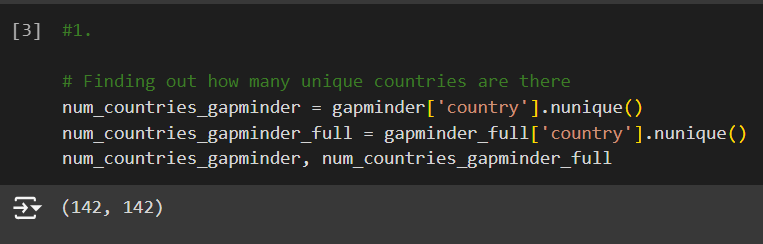 [3] #1.
# Finding out how many unique countries are there
num_countries_gapminder = gapminder['country'].nunique()
num_countries_gapminder_full = gapminder_full['country'].nunique()
num_countries_gapminder, num_countries_gapminder_full
(142, 142)